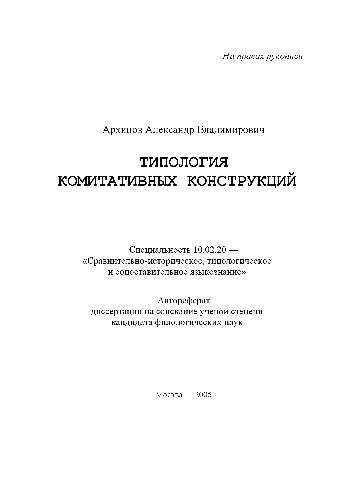 На правах рукописи
Архипов Александр Владимирович
ТИПОЛОГИЯ
КОМИТАТИВНЫХ КОНСТРУКЦИЙ
Специальность 10.02.20 —
«Сравнительно-историческое, типологическое
и сопоставительное языкознание»
Автореферат
диссертации на соискание ученой степени
кандидата филологических наук
Москва — 2005